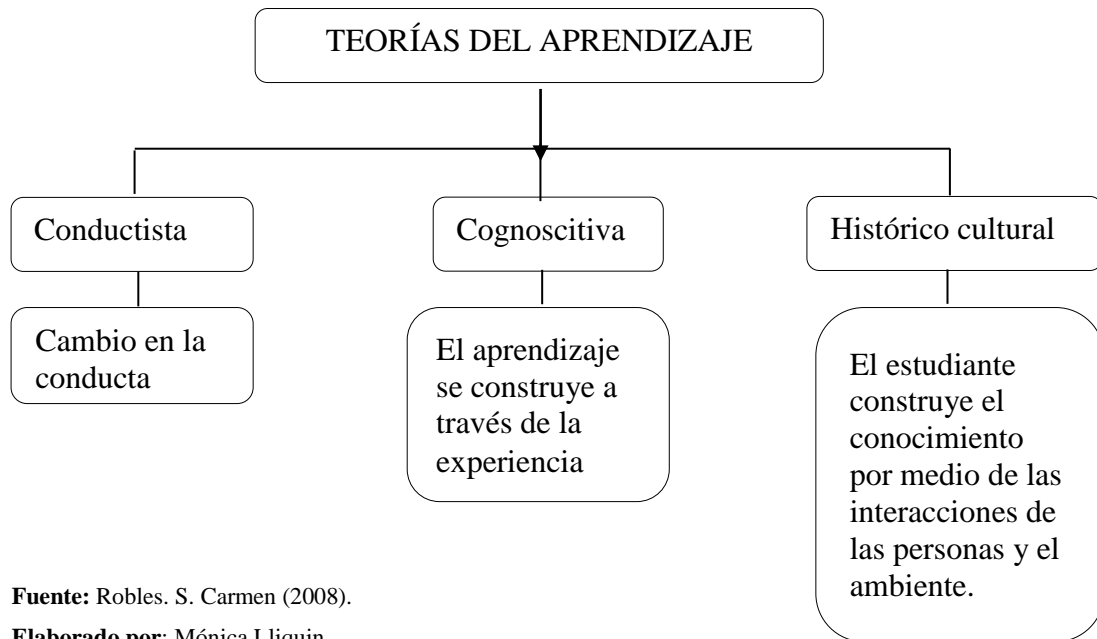 TEORÍAS DEL APRENDIZAJE
Conductista
Cognoscitiva
Histórico cultural
Cambio en la
conducta
El aprendizaje
se construye a
través de la
experiencia
El estudiante
construye el
conocimiento
por medio de las
interacciones de
las personas y el
ambiente.
Fuente: Robles. S. Carmen (2008).
Elaborado por: Mónica Lliquin